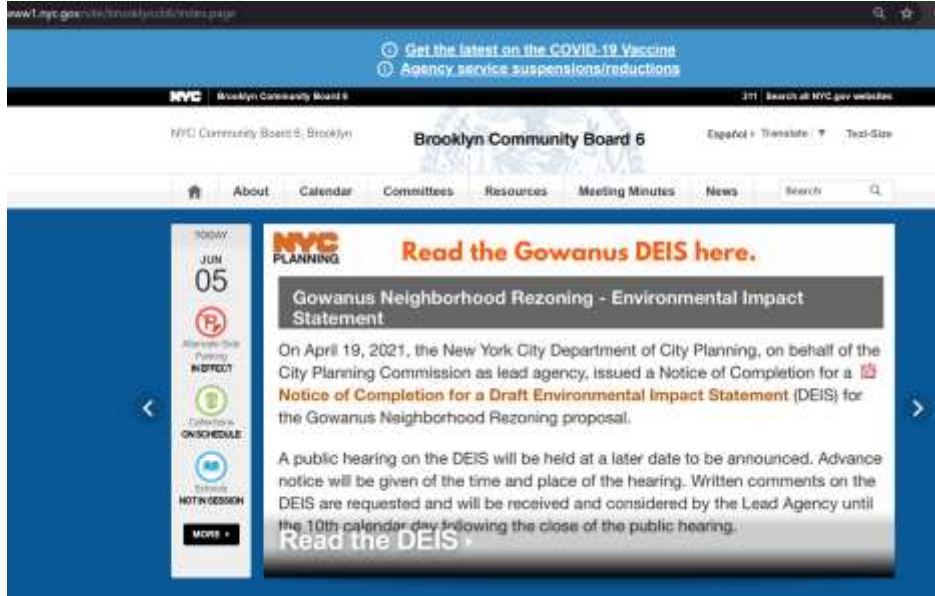 www1.nyc.gov/site/brooklyncb6/index.page
Get the latest on the COVID-19 Vaccine
Agency service suspensions/reductions
NYC Brooklyn Community Board 6 311 Search all NYC.gov websites
NYC Community Board 6, Brooklyn Brooklyn Community Board 6 Español Translate ▼ Text-Size
About Calendar Committees Resources Meeting Minutes News Search
TODAY
JUN
05
Alternate Side
Parking
IN EFFECT
Collections
ON SCHEDULE
Schools
NOT IN SESSION
MORE
NYC
PLANNING
Read the Gowanus DEIS here.
Gowanus Neighborhood Rezoning - Environmental Impact
Statement
On April 19, 2021, the New York City Department of City Planning, on behalf of the
City Planning Commission as lead agency, issued a Notice of Completion for a
Notice of Completion for a Draft Environmental Impact Statement (DEIS) for
the Gowanus Neighborhood Rezoning proposal.
A public hearing on the DEIS will be held at a later date to be announced. Advance
notice will be given of the time and place of the hearing. Written comments on the
DEIS are requested and will be received and considered by the Lead Agency until
the 10th calendar day following the close of the public hearing.
Read the DEIS